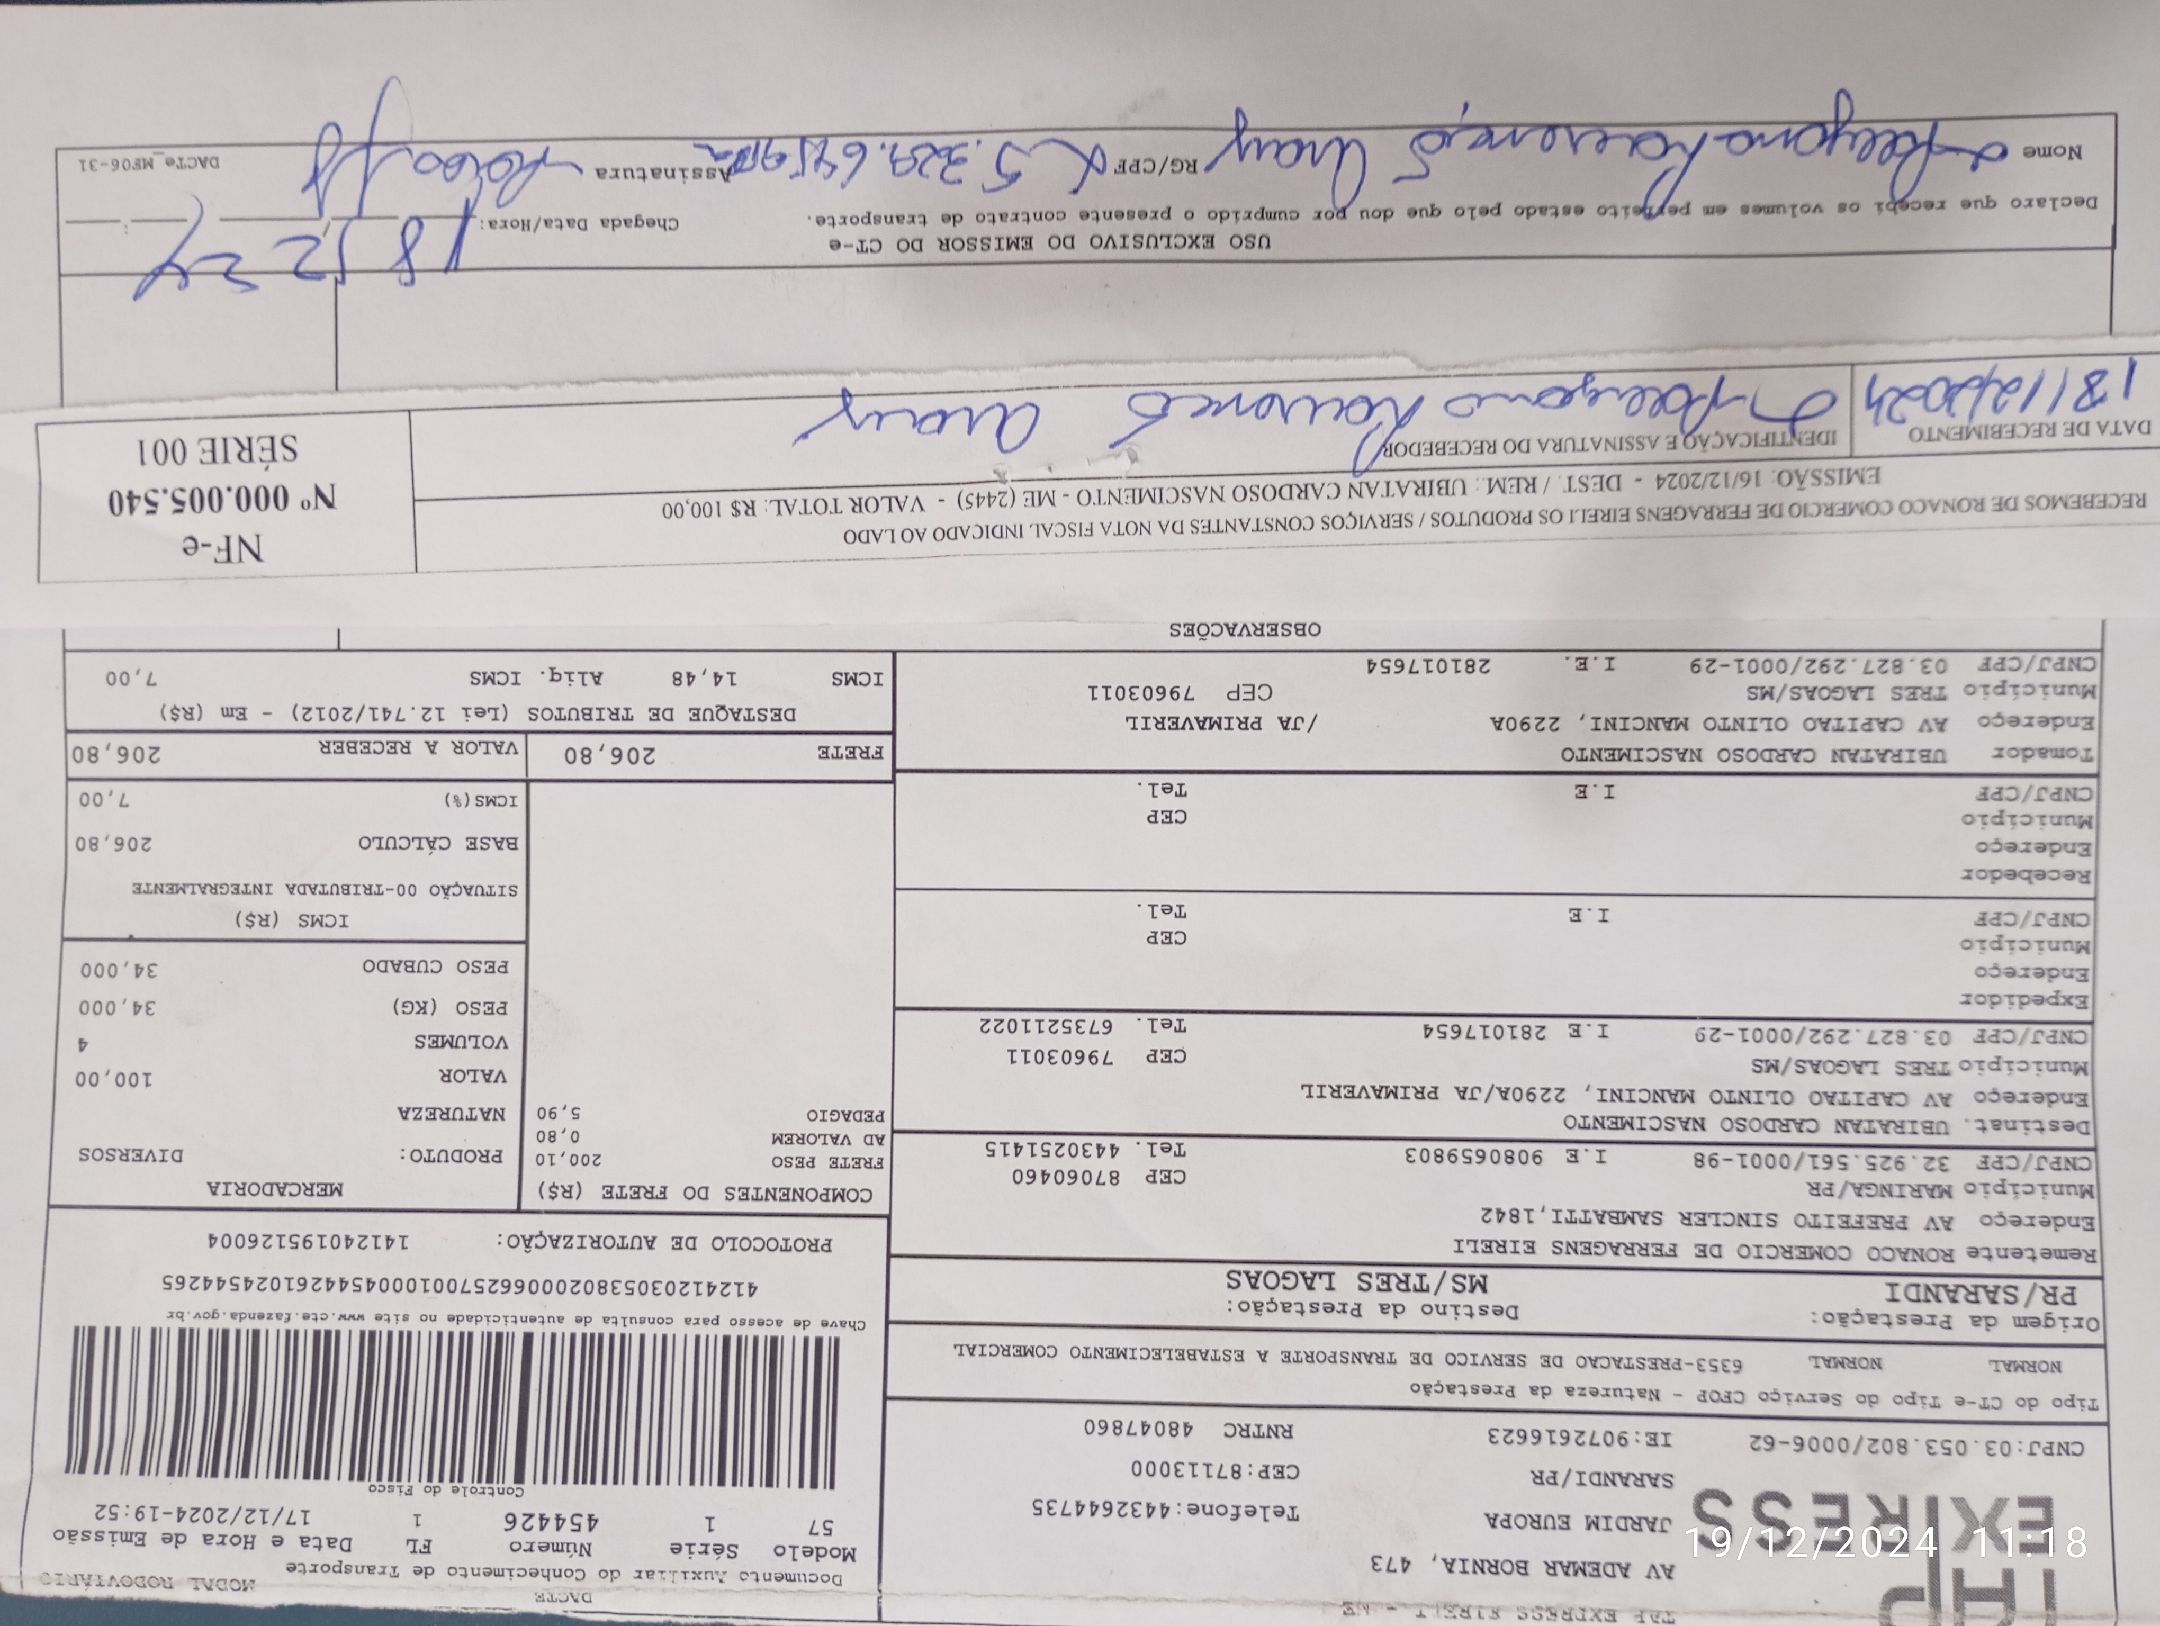 DACTE
TAP EXPRESS EIRELI - ME
TAP
EXPRESS
AV ADEMAR BORNIA, 473
JARDIM EUROPA
Telefone:4432644735
SARANDI/PR
CEP:87113000
CNPJ:03.053.802/0006-62 IE:9072616623 RNTRC 48047860
Documento Auxiliar do Conhecimento de Transporte MODAL RODOVIÁRIO
Modelo Série Número FL Data e Hora de Emissão
57 1 454426 1 17/12/2024-19:52
Controle do Fisco
Chave de acesso para consulta de autenticidade no site www.cte.fazenda.gov.br
41241203053802000662570010004544261024544265
PROTOCOLO DE AUTORIZAÇÃO: 141240195126004
Tipo do CT-e Tipo do Serviço CFOP - Natureza da Prestação
NORMAL NORMAL 6353-PRESTACAO DE SERVICO DE TRANSPORTE A ESTABELECIMENTO COMERCIAL
Origem da Prestação: Destino da Prestação:
PR/SARANDI MS/TRES LAGOAS
Remetente RONACO COMERCIO DE FERRAGENS EIRELI
Endereço AV PREFEITO SINCLER SAMBATTI,1842
Município MARINGA/PR CEP 87060460
CNPJ/CPF 32.925.561/0001-98 I.E 9080659803 Tel. 4430251415
Destinat. UBIRATAN CARDOSO NASCIMENTO
Endereço AV CAPITAO OLINTO MANCINI, 2290A/JA PRIMAVERIL
Município TRES LAGOAS/MS CEP 79603011
CNPJ/CPF 03.827.292/0001-29 I.E 281017654 Tel. 6735211022
Expedidor
Endereço
Município CEP
CNPJ/CPF I.E Tel.
Recebedor
Endereço
Município CEP
CNPJ/CPF I.E Tel.
Tomador UBIRATAN CARDOSO NASCIMENTO
Endereço AV CAPITAO OLINTO MANCINI, 2290A /JA PRIMAVERIL
Município TRES LAGOAS/MS CEP 79603011
CNPJ/CPF 03.827.292/0001-29 I.E. 281017654
COMPONENTES DO FRETE (R$)
FRETE PESO 200,10
AD VALOREM 0,80
PEDAGIO 5,90
MERCADORIA
PRODUTO: DIVERSOS
NATUREZA
VALOR 100,00
VOLUMES 4
PESO (KG) 34,000
PESO CUBADO 34,000
ICMS (R$)
SITUAÇÃO 00-TRIBUTADA INTEGRALMENTE
BASE CÁLCULO 206,80
ICMS(%) 7,00
FRETE 206,80 VALOR A RECEBER 206,80
DESTAQUE DE TRIBUTOS (Lei 12.741/2012) - Em (R$)
ICMS 14,48 Aliq. ICMS 7,00
OBSERVAÇÕES
RECEBEMOS DE RONACO COMERCIO DE FERRAGENS EIRELI OS PRODUTOS / SERVIÇOS CONSTANTES DA NOTA FISCAL INDICADO AO LADO
EMISSÃO: 16/12/2024 - DEST. / REM.: UBIRATAN CARDOSO NASCIMENTO - ME (2445) - VALOR TOTAL: R$ 100,00
DATA DE RECEBIMENTO IDENTIFICAÇÃO E ASSINATURA DO RECEBEDOR
18/12/2024
NF-e
Nº 000.005.540
SÉRIE 001
USO EXCLUSIVO DO EMISSOR DO CT-e
Declaro que recebi os volumes em perfeito estado pelo que dou por cumprido o presente contrato de transporte.
Chegada Data/Hora: 18 12 24
Nome RG/CPF Assinatura
DACTe_MF06-31
19/12/2024 11:18